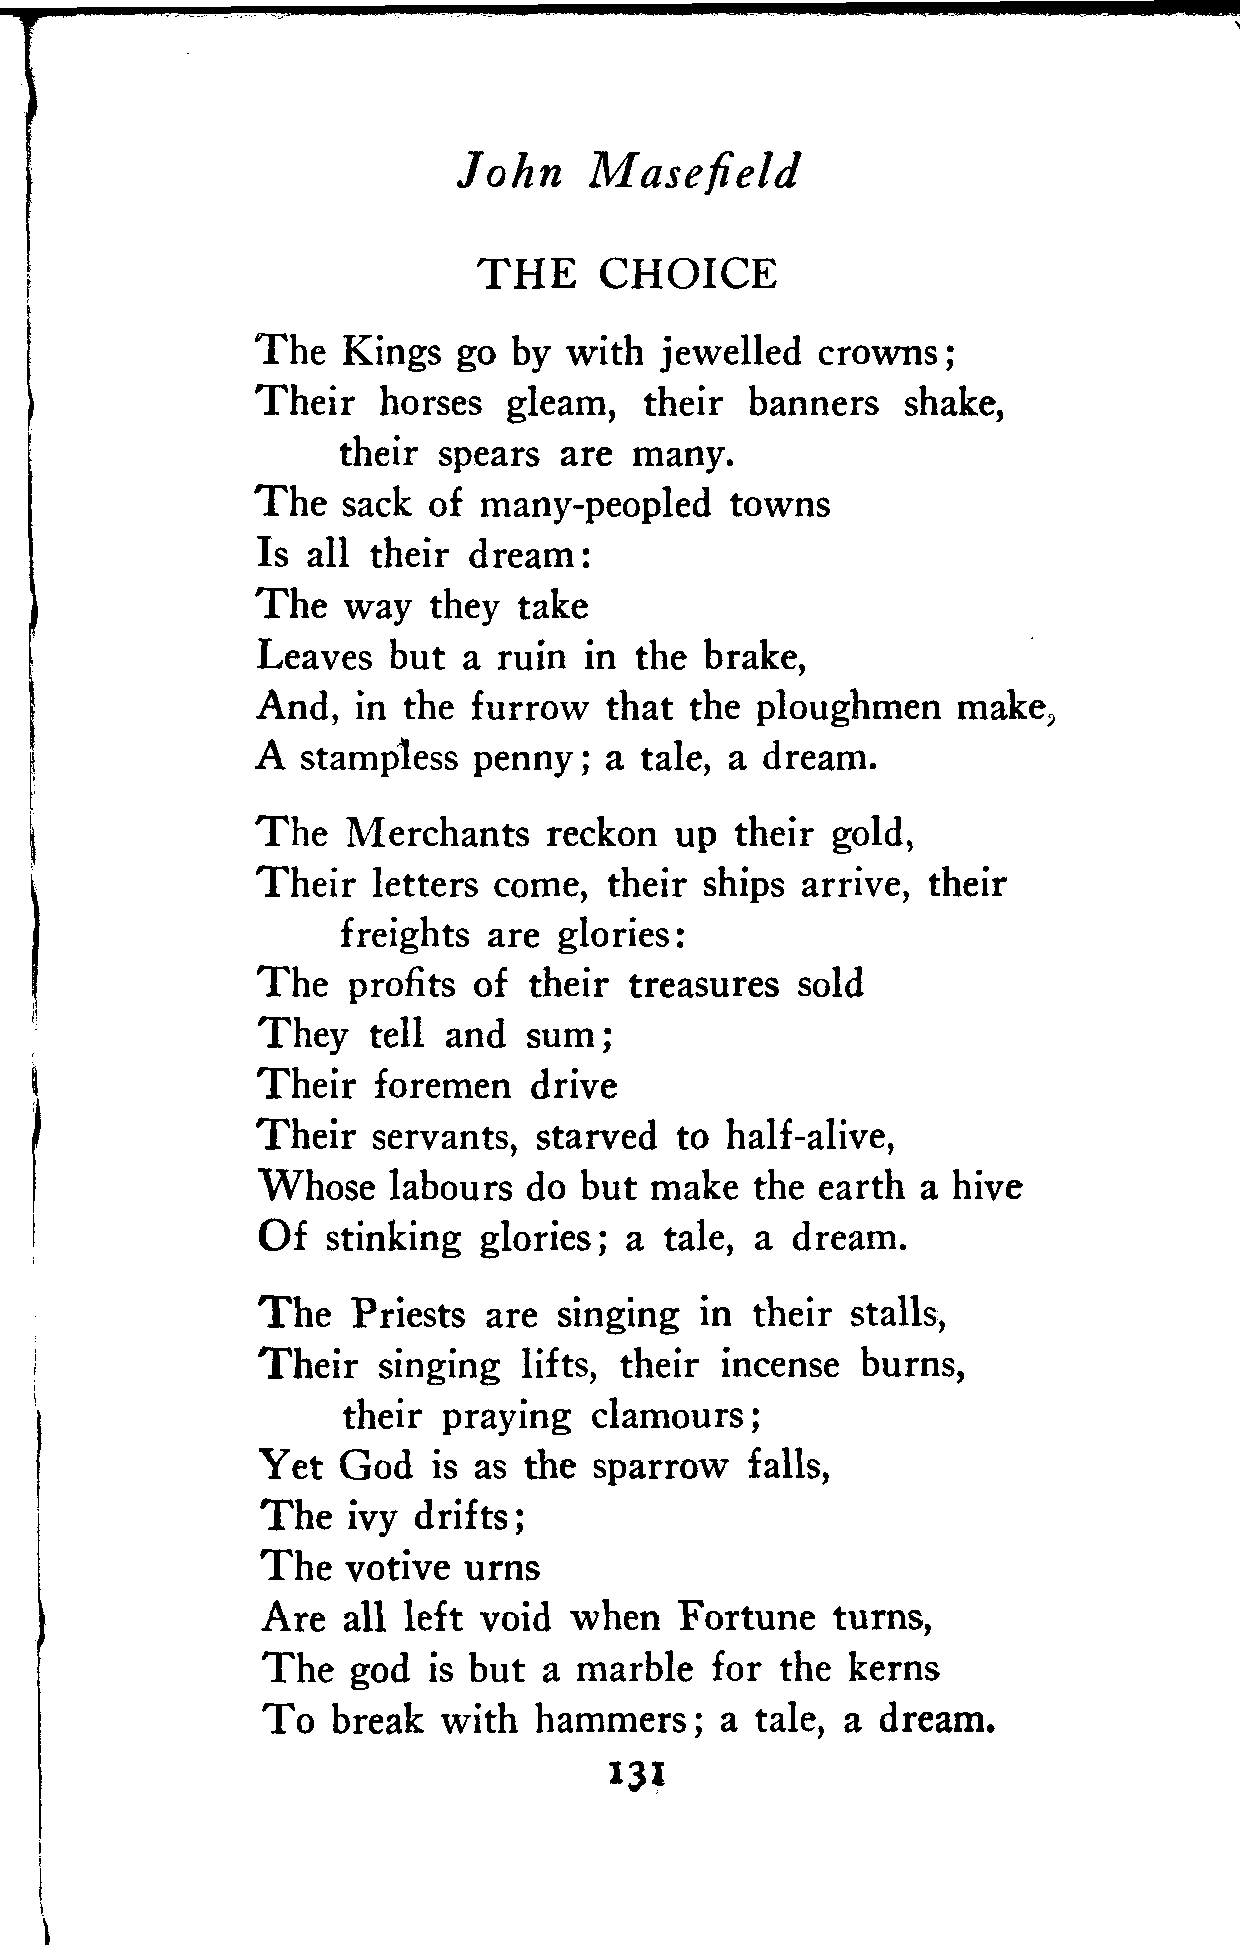 John Masefield
THE CHOICE
The Kings go by with jewelled crowns;
Their horses gleam, their banners shake,
their spears are many.
The sack of many-peopled towns
Is all their dream:
The way they take
Leaves but a ruin in the brake,
And, in the furrow that the ploughmen make,
A stampless penny; a tale, a dream.
The Merchants reckon up their gold,
Their letters come, their ships arrive, their
freights are glories:
The profits of their treasures sold
They tell and sum;
Their foremen drive
Their servants, starved to half-alive,
Whose labours do but make the earth a hive
Of stinking glories; a tale, a dream.
The Priests are singing in their stalls,
Their singing lifts, their incense burns,
their praying clamours;
Yet God is as the sparrow falls,
The ivy drifts;
The votive urns
Are all left void when Fortune turns,
The god is but a marble for the kerns
To break with hammers; a tale, a dream.
131